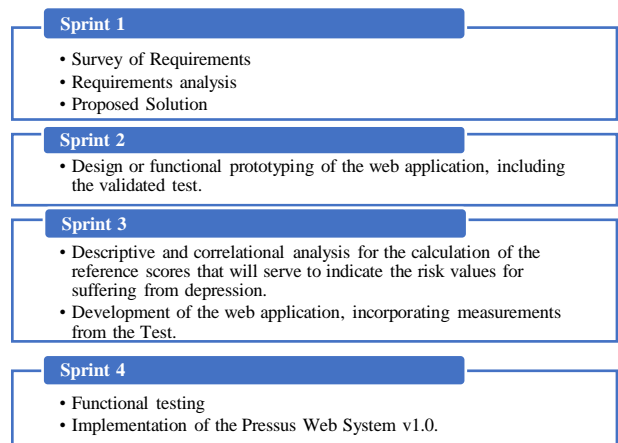 Sprint 1
• Survey of Requirements
• Requirements analysis
• Proposed Solution
Sprint 2
• Design or functional prototyping of the web application, including
the validated test.
Sprint 3
• Descriptive and correlational analysis for the calculation of the
reference scores that will serve to indicate the risk values for
suffering from depression.
• Development of the web application, incorporating measurements
from the Test.
Sprint 4
• Functional testing
• Implementation of the Pressus Web System v1.0.